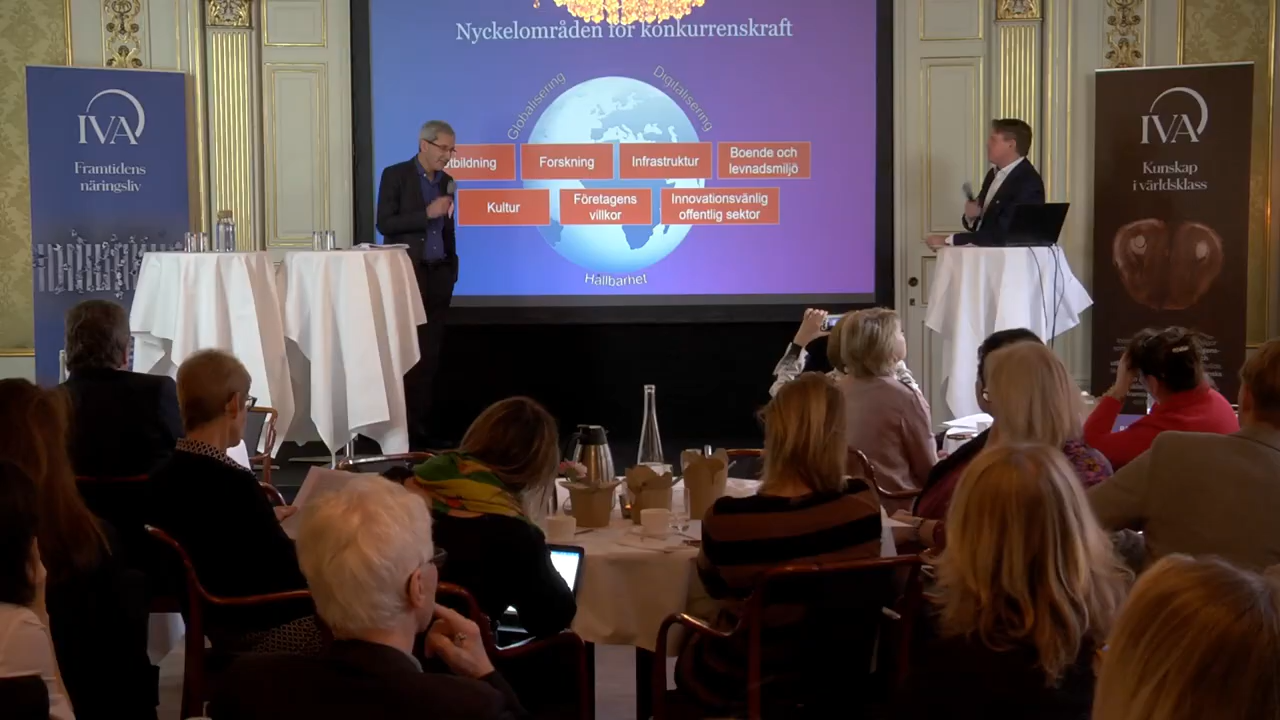 Nyckelområden för konkurrenskraft
Globalisering
Digitalisering
tbildning
Forskning
Infrastruktur
Boende och
levnadsmiljö
Kultur
Företagens
villkor
Innovationsvänlig
offentlig sektor
Hållbarhet
IVA
Framtidens
näringsliv
IVA
Kunskap
i världsklass